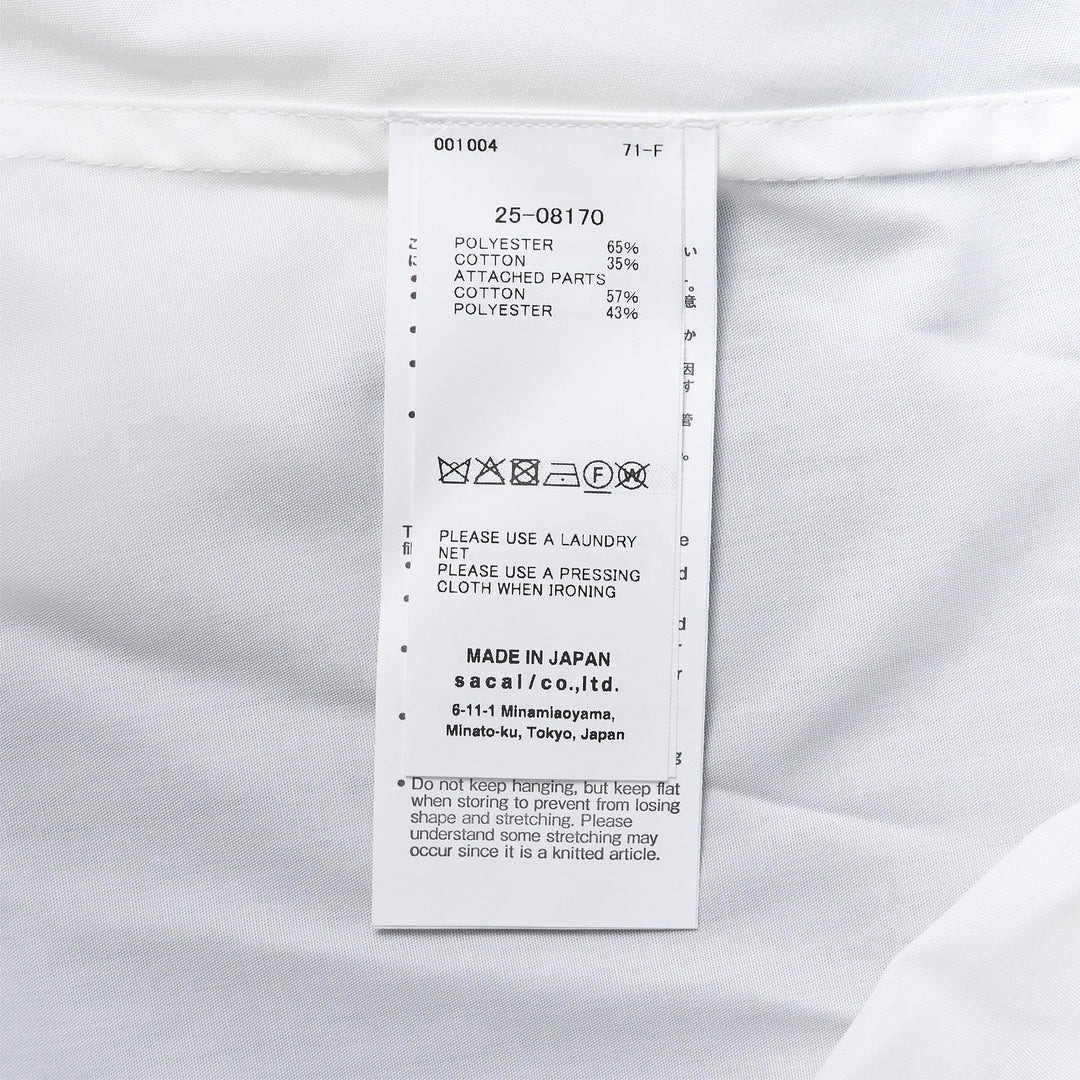 001004 71-F
25-08170
POLYESTER 65%
COTTON 35%
ATTACHED PARTS
COTTON 57%
POLYESTER 43%
F W
PLEASE USE A LAUNDRY
NET
PLEASE USE A PRESSING
CLOTH WHEN IRONING
MADE IN JAPAN
sacai/co.,ltd.
6-11-1 Minamiaoyama,
Minato-ku, Tokyo, Japan
• Do not keep hanging, but keep flat
when storing to prevent from losing
shape and stretching. Please
understand some stretching may
occur since it is a knitted article.